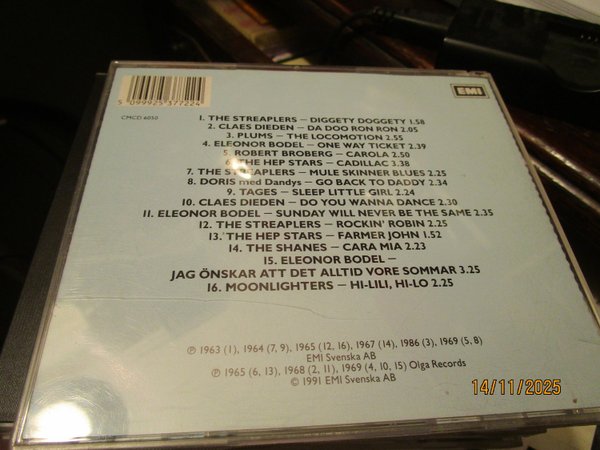 EMI
5 099925 377224
CMCD 6050
1. THE STREAPLERS – DIGGETY DOGGETY 1.58
2. CLAES DIEDEN – DA DOO RON RON 2.05
3. PLUMS – THE LOCOMOTION 2.55
4. ELEONOR BODEL – ONE WAY TICKET 2.39
5. ROBERT BROBERG – CAROLA 2.50
6. THE HEP STARS – CADILLAC 3.38
7. THE STREAPLERS – MULE SKINNER BLUES 2.25
8. DORIS med Dandys – GO BACK TO DADDY 2.34
9. TAGES – SLEEP LITTLE GIRL 2.24
10. CLAES DIEDEN – DO YOU WANNA DANCE 2.30
11. ELEONOR BODEL – SUNDAY WILL NEVER BE THE SAME 2.35
12. THE STREAPLERS – ROCKIN' ROBIN 2.25
13. THE HEP STARS – FARMER JOHN 1.52
14. THE SHANES – CARA MIA 2.23
15. ELEONOR BODEL –
JAG ÖNSKAR ATT DET ALLTID VORE SOMMAR 3.25
16. MOONLIGHTERS – HI-LILI, HI-LO 2.25
℗ 1963 (1), 1964 (7, 9), 1965 (12, 16), 1967 (14), 1986 (3), 1969 (5, 8)
EMI Svenska AB
℗ 1965 (6, 13), 1968 (2, 11), 1969 (4, 10, 15) Olga Records
© 1991 EMI Svenska AB
14/11/2025